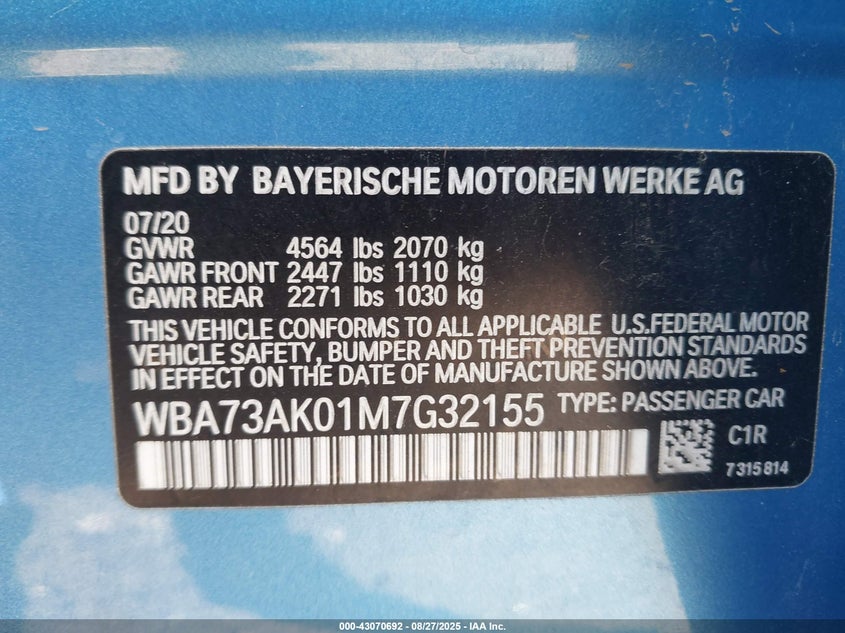 MFD BY BAYERISCHE MOTOREN WERKE AG
07/20
GVWR 4564 lbs 2070 kg
GAWR FRONT 2447 lbs 1110 kg
GAWR REAR 2271 lbs 1030 kg
THIS VEHICLE CONFORMS TO ALL APPLICABLE U.S.FEDERAL MOTOR
VEHICLE SAFETY, BUMPER AND THEFT PREVENTION STANDARDS
IN EFFECT ON THE DATE OF MANUFACTURE SHOWN ABOVE.
WBA73AK01M7G32155 TYPE: PASSENGER CAR
C1R
7315814
000-43070692 - 08/27/2025 - IAA Inc.